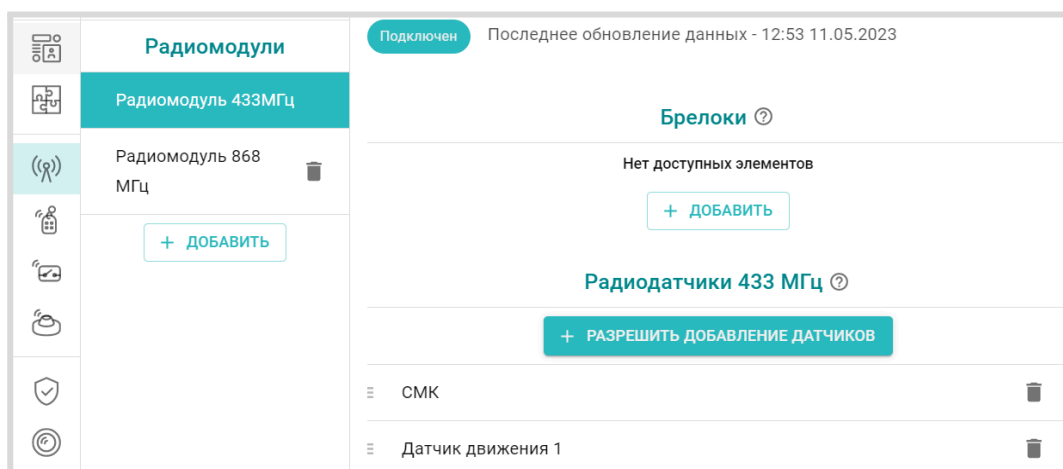 Радиомодули
Радиомодуль 433МГц
Радиомодуль 868
МГц
+ ДОБАВИТЬ
Подключен
Последнее обновление данных - 12:53 11.05.2023
Брелоки ?
Нет доступных элементов
+ ДОБАВИТЬ
Радиодатчики 433 МГц ?
+ РАЗРЕШИТЬ ДОБАВЛЕНИЕ ДАТЧИКОВ
СМК
Датчик движения 1